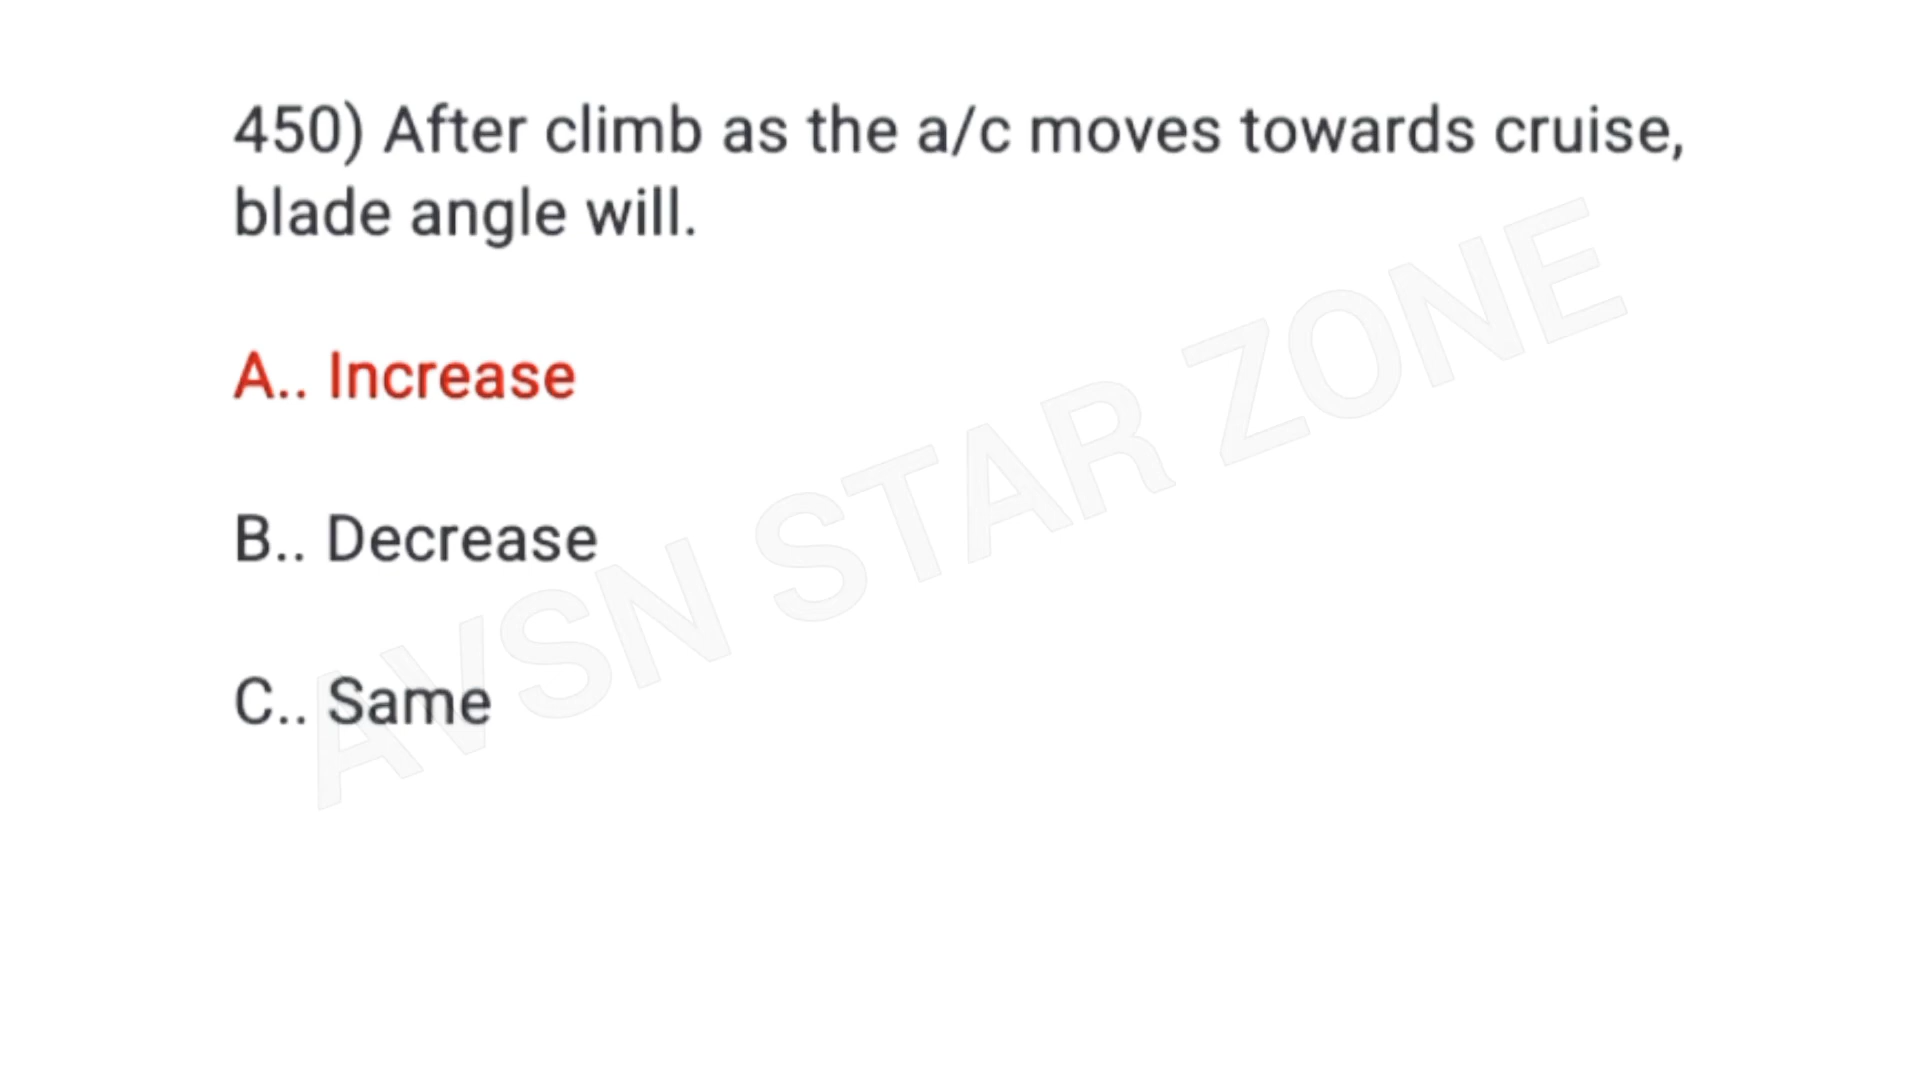 450) After climb as the a/c moves towards cruise,
blade angle will.
A.. Increase
B.. Decrease
C.. Same
AVSN STAR ZONE